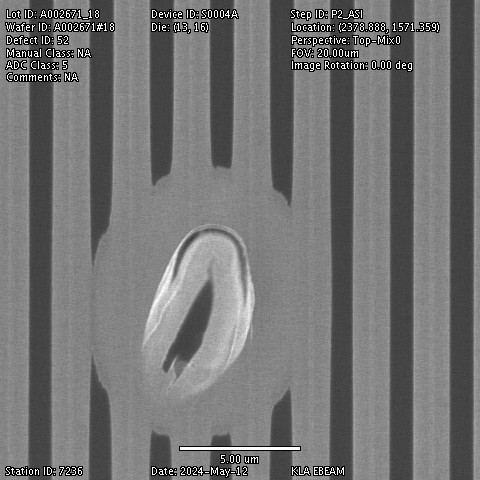 Lot ID: A002671_18
Wafer ID: A002671#18
Defect ID: 52
Manual Class: NA
ADC Class: 5
Comments: NA
Device ID: S0004A
Die: (13, 16)
Step ID: P2_ASI
Location: (2378.888, 1571.359)
Perspective: Top-Mix0
FOV: 20.00um
Image Rotation: 0.00 deg
5.00 um
Station ID: 7236
Date: 2024-May-12
KLA EBEAM